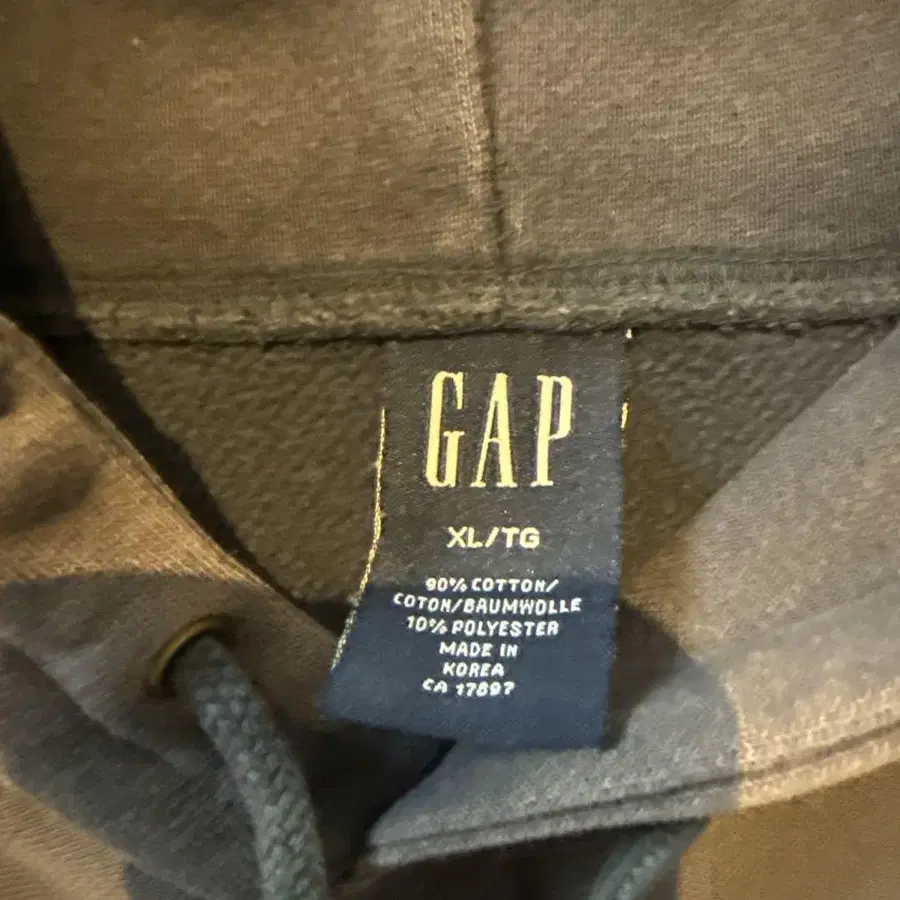 GAP
XL/TG
90% COTTON/
COTON/BAUMWOLLE
10% POLYESTER
MADE IN
KOREA
CA 17897